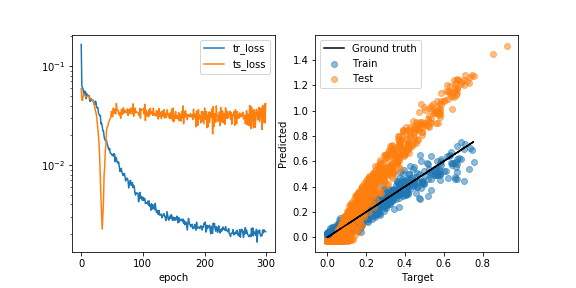 tr_loss
ts_loss
10⁻¹
10⁻²
0
100
200
300
epoch
Ground truth
Train
Test
1.4
1.2
1.0
0.8
0.6
0.4
0.2
0.0
Predicted
0.0
0.2
0.4
0.6
0.8
Target